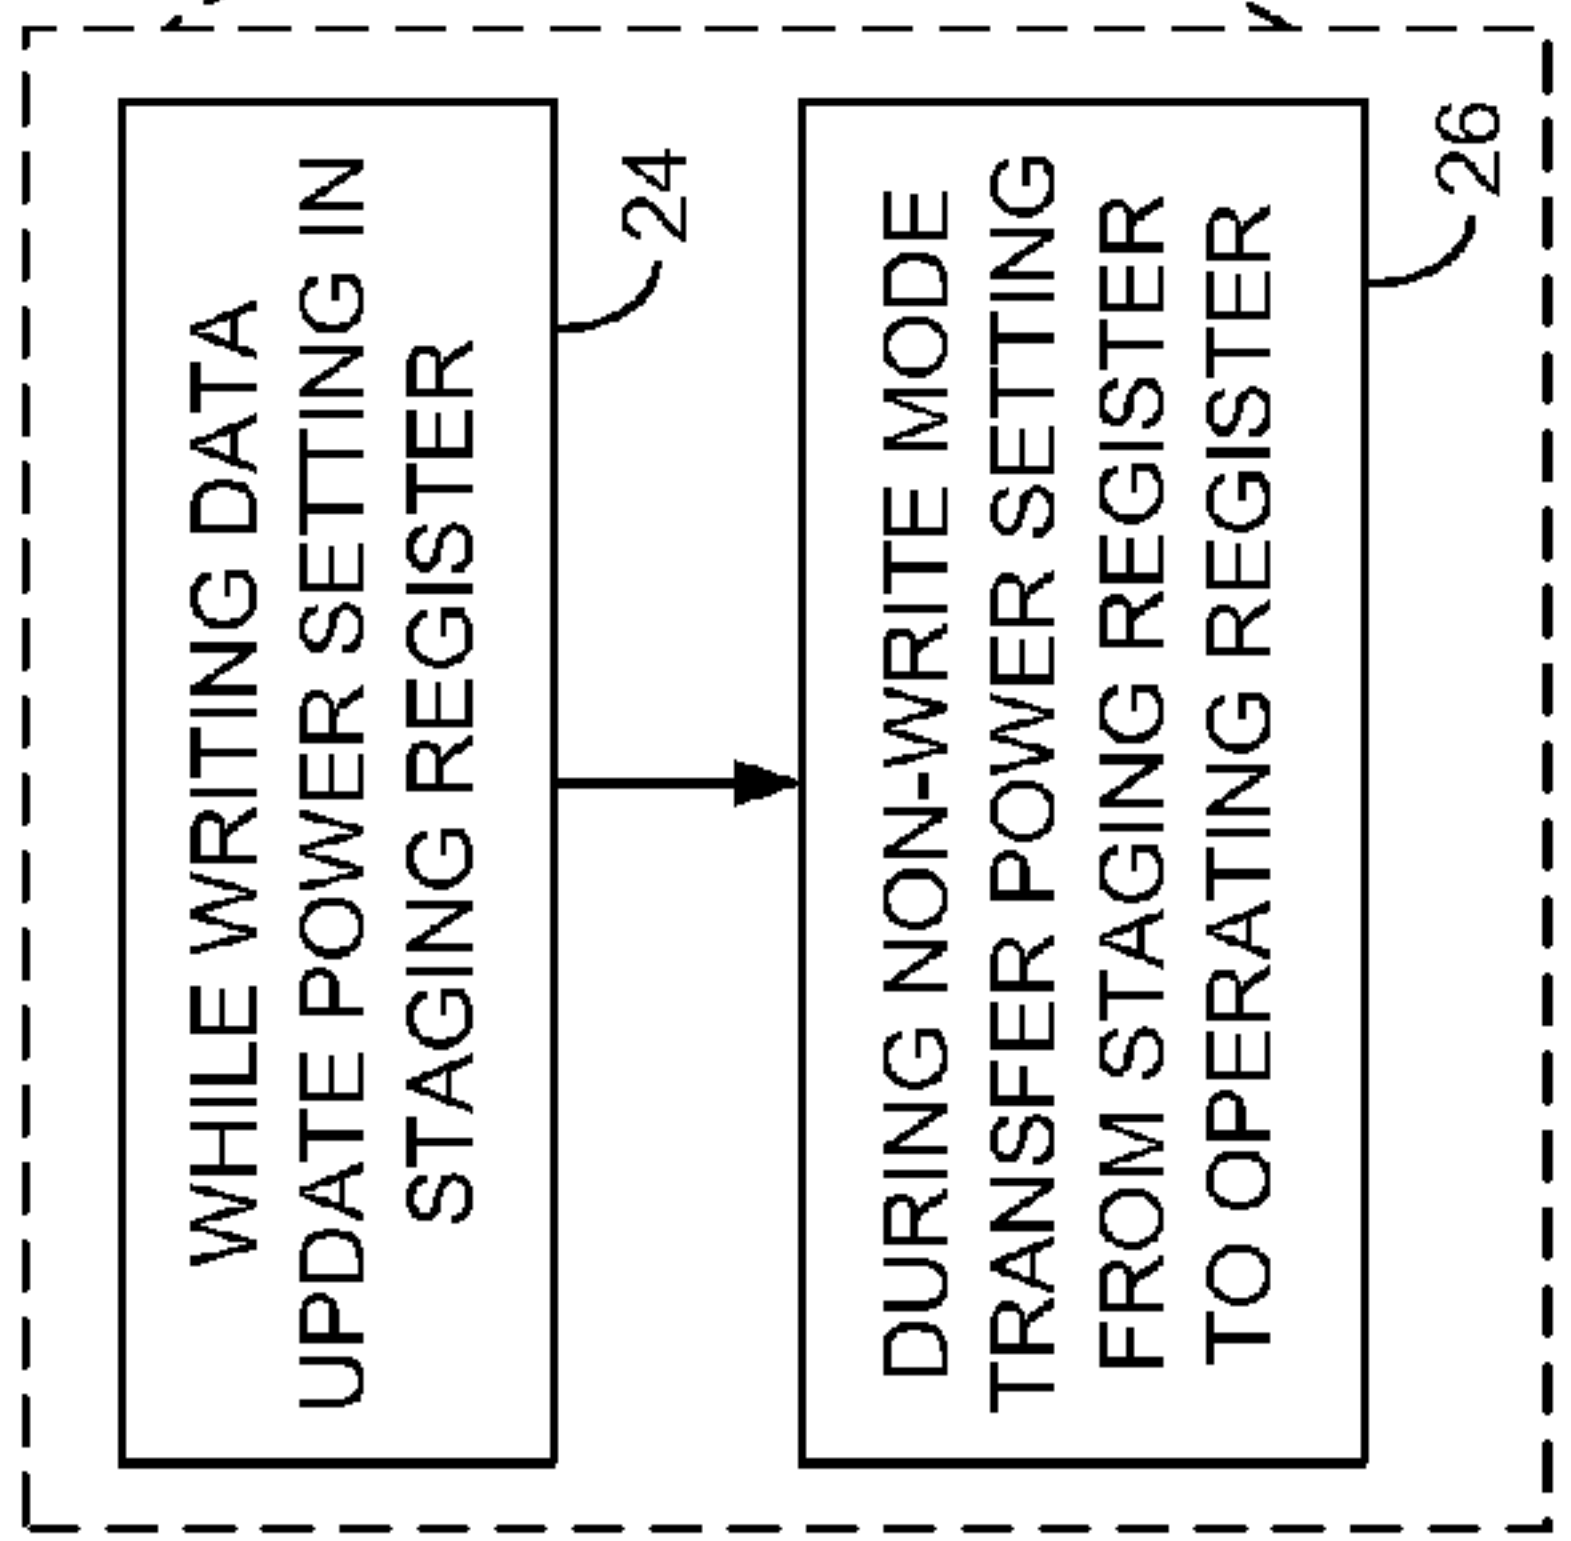 WHILE WRITING DATA
UPDATE POWER SETTING IN
STAGING REGISTER
24
DURING NON-WRITE MODE
TRANSFER POWER SETTING
FROM STAGING REGISTER
TO OPERATING REGISTER
26